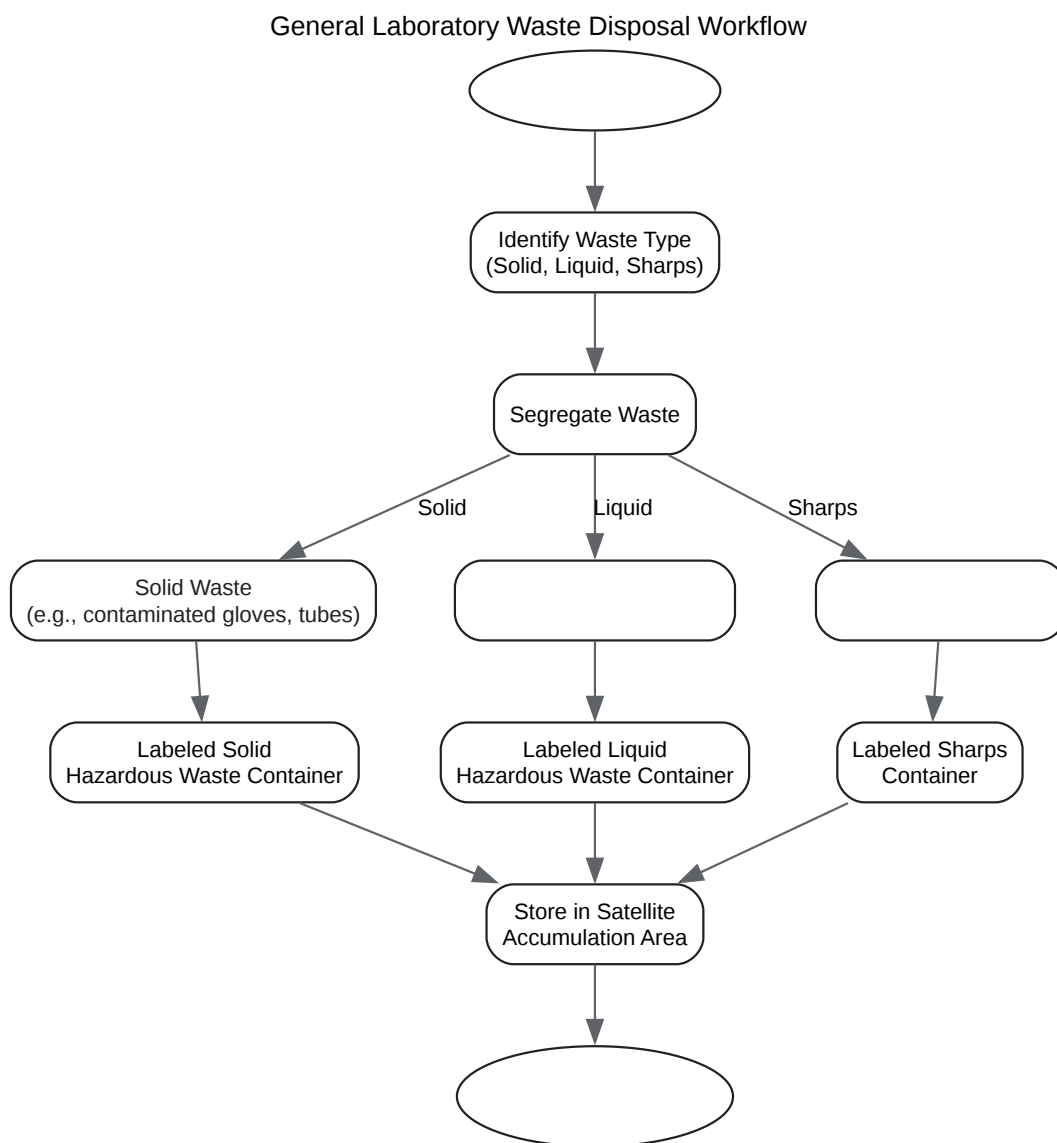 General Laboratory Waste Disposal Workflow
Identify Waste Type
(Solid, Liquid, Sharps)
Segregate Waste
Solid
Liquid
Sharps
Solid Waste
(e.g., contaminated gloves, tubes)
Labeled Solid
Hazardous Waste Container
Labeled Liquid
Hazardous Waste Container
Labeled Sharps
Container
Store in Satellite
Accumulation Area